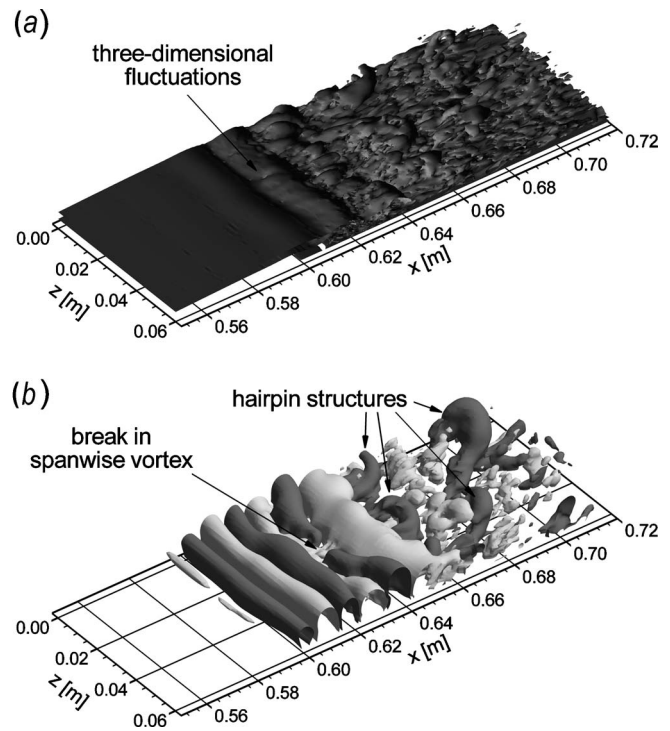 (a)
three-dimensional
fluctuations
0.00
0.02
0.04
0.06
z [m]
0.56
0.58
0.60
0.62
0.64
0.66
0.68
0.70
0.72
x [m]
(b)
hairpin structures
break in
spanwise vortex
0.00
0.02
0.04
0.06
z [m]
0.56
0.58
0.60
0.62
0.64
0.66
0.68
0.70
0.72
x [m]